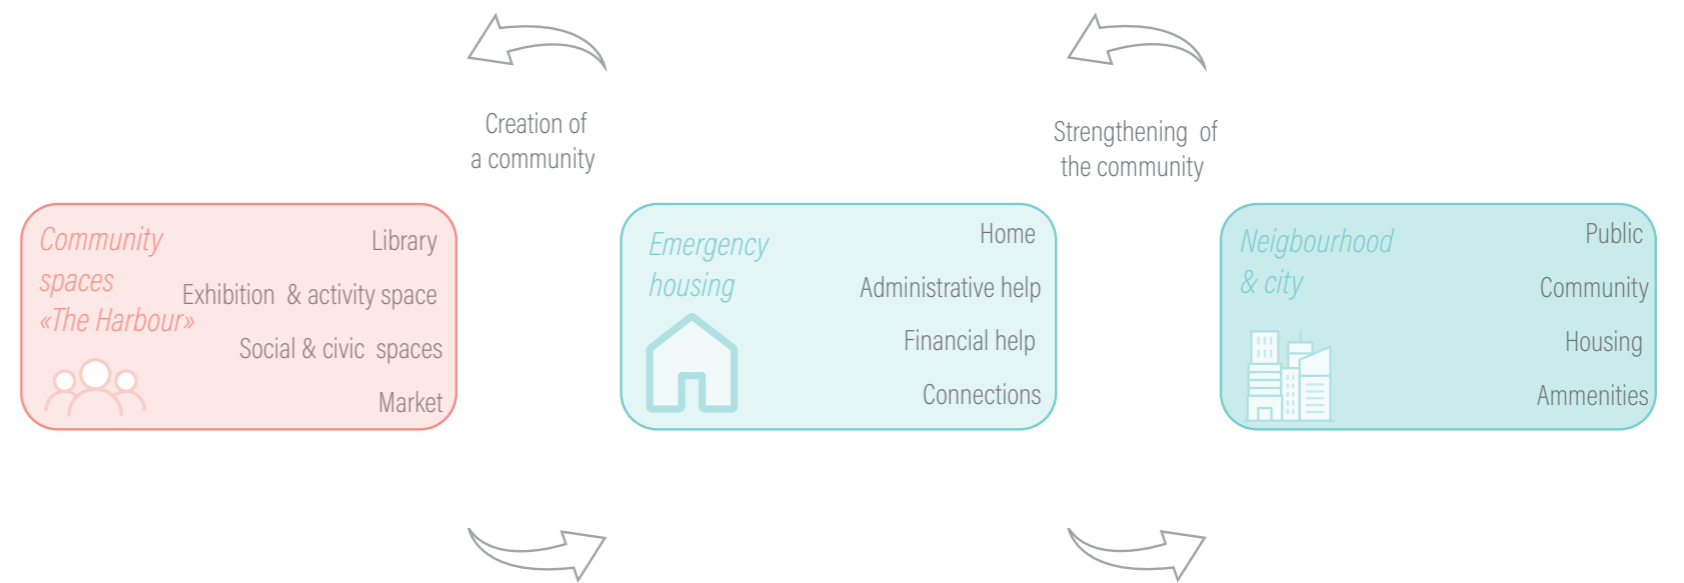 Creation of
a community
Strengthening of
the community
Community
spaces
«The Harbour»
Library
Exhibition & activity space
Social & civic spaces
Market
Emergency
housing
Home
Administrative help
Financial help
Connections
Neigbourhood
& city
Public
Community
Housing
Ammenities